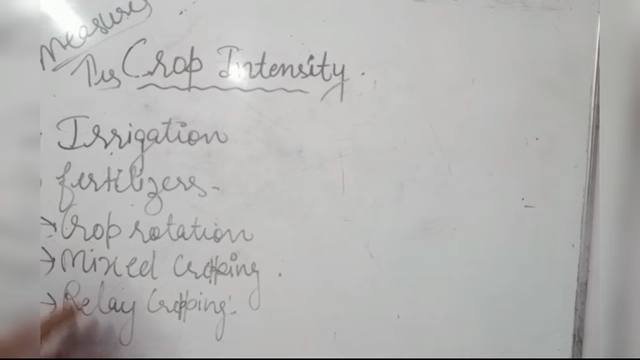 Measures
Crop Intensity.
Irrigation
fertilizers.
→ Crop rotation
→ Mixed Cropping.
→ Relay Cropping.